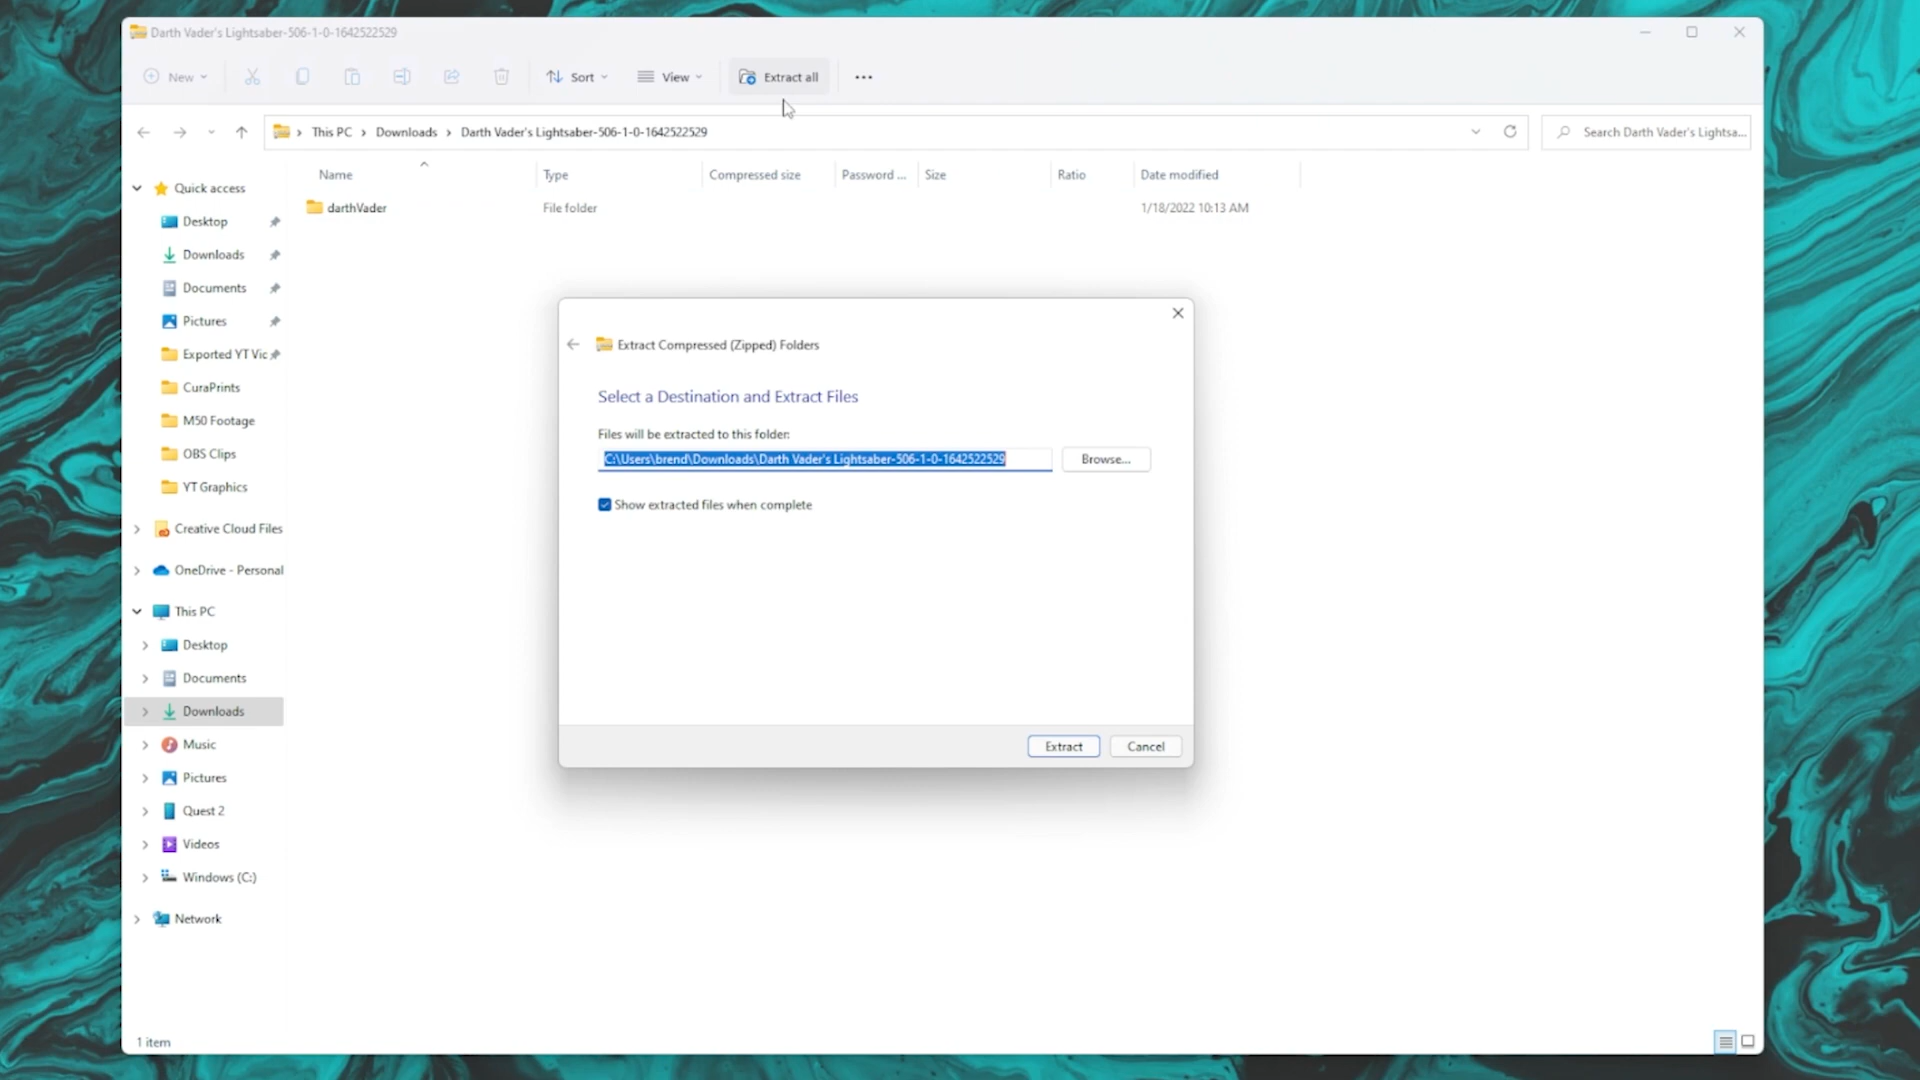 Darth Vader's Lightsaber-506-1-0-1642522529
New
Sort
View
Extract all
This PC
Downloads
Darth Vader's Lightsaber-506-1-0-1642522529
Search Darth Vader's Lightsa...
Name
Type
Compressed size
Password ...
Size
Ratio
Date modified
darthVader
File folder
1/18/2022 10:13 AM
Quick access
Desktop
Downloads
Documents
Pictures
Exported YT Vic
CuraPrints
M50 Footage
OBS Clips
YT Graphics
Creative Cloud Files
OneDrive - Personal
This PC
Desktop
Documents
Downloads
Music
Pictures
Quest 2
Videos
Windows (C:)
Network
1 item
Extract Compressed (Zipped) Folders
Select a Destination and Extract Files
Files will be extracted to this folder:
C:\Users\brend\Downloads\Darth Vader's Lightsaber-506-1-0-1642522529
Browse...
Show extracted files when complete
Extract
Cancel